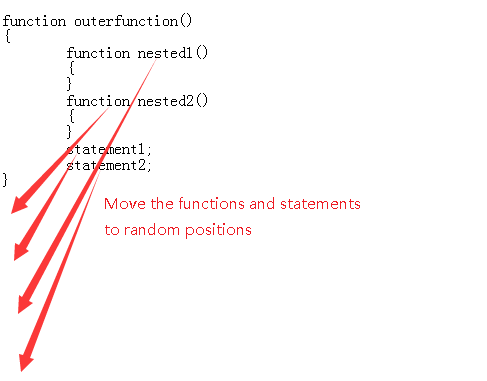 function outerfunction()
{
function nested1()
{
}
function nested2()
{
}
statement1;
statement2;
}
Move the functions and statements
to random positions